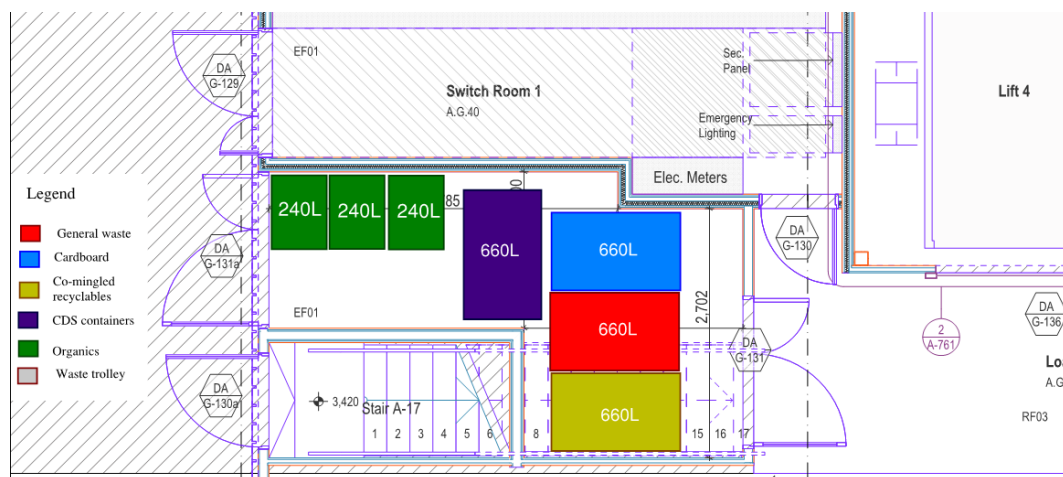 DA
G-129
EF01
Switch Room 1
A.G.40
Sec.
Panel
Emergency
Lighting
Lift 4
Elec. Meters
Legend
General waste
Cardboard
Co-mingled
recyclables
CDS containers
Organics
Waste trolley
240L
240L
240L
85
00
660L
660L
660L
660L
2,702
DA
G-130
DA
G-131a
EF01
DA
G-131
DA
G-130a
3,420
Stair A-17
1
2
3
4
5
6
8
15
16
17
2
A-761
DA
G-136
Loa
A.G
RF03